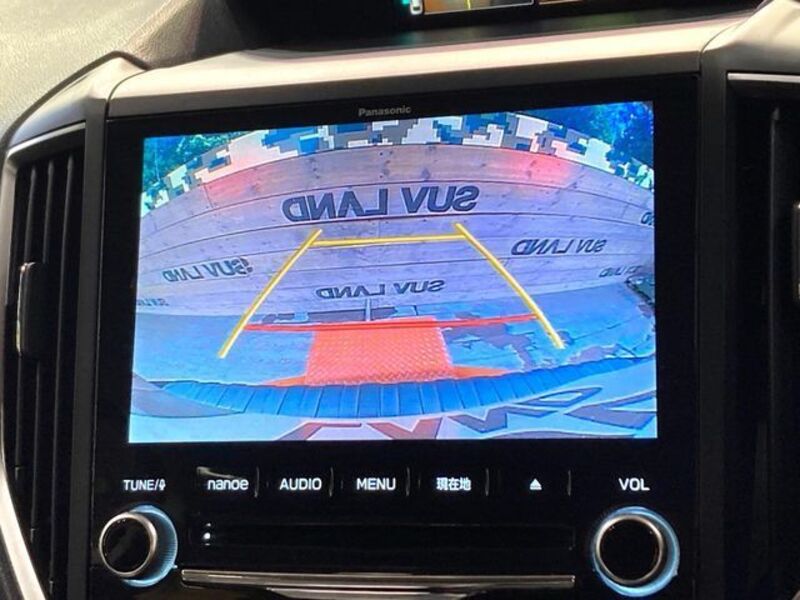 Panasonic
SUV LAND
SUV LAND
SUV LAND
SUV LAND
TUNE/
nanoe
AUDIO
MENU
現在地
VOL